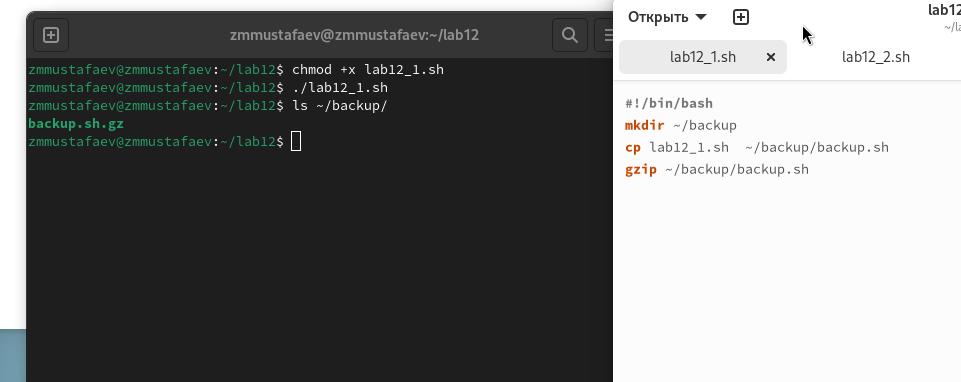 zmmustafaev@zmmustafaev:~/lab12
zmmustafaev@zmmustafaev:~/lab12$ chmod +x lab12_1.sh
zmmustafaev@zmmustafaev:~/lab12$ ./lab12_1.sh
zmmustafaev@zmmustafaev:~/lab12$ ls ~/backup/
backup.sh.gz
zmmustafaev@zmmustafaev:~/lab12$
Открыть
lab12
~/la
lab12_1.sh
lab12_2.sh
#!/bin/bash
mkdir ~/backup
cp lab12_1.sh  ~/backup/backup.sh
gzip ~/backup/backup.sh